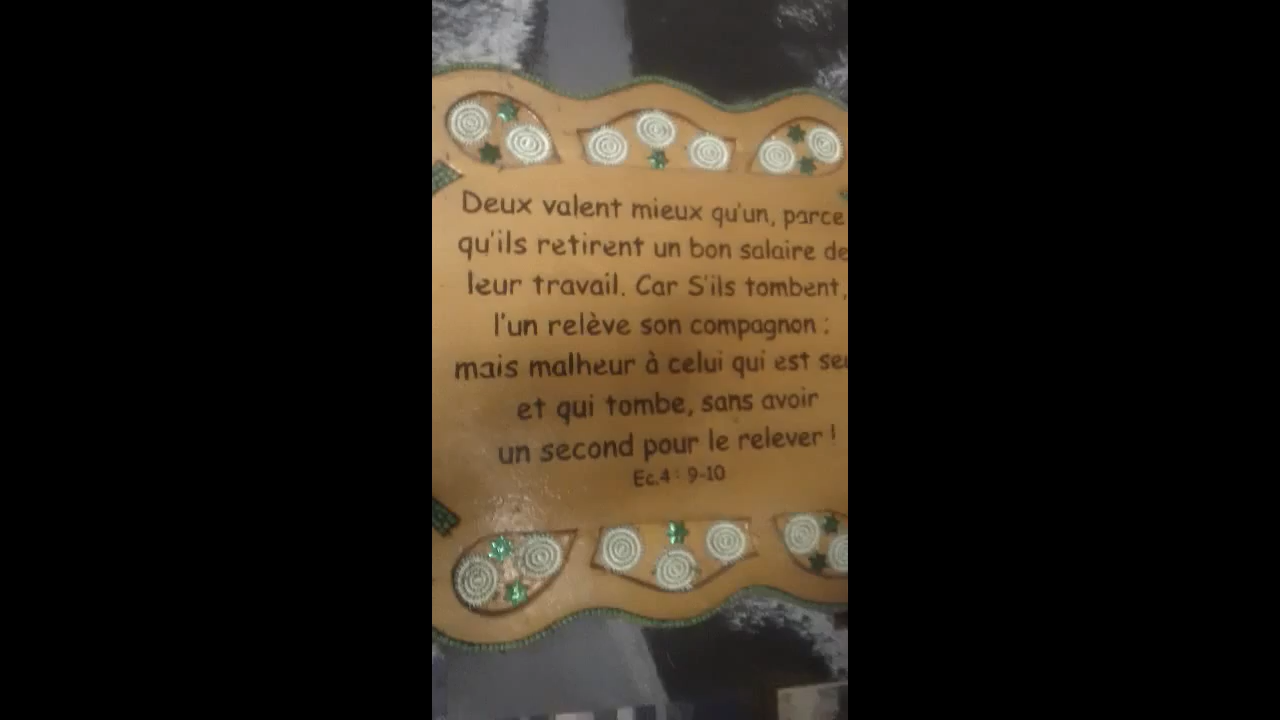 Deux valent mieux qu'un, parce
qu'ils retirent un bon salaire de
leur travail. Car S'ils tombent,
l'un relève son compagnon :
mais malheur à celui qui est seu
et qui tombe, sans avoir
un second pour le relever !
Ec.4 : 9-10